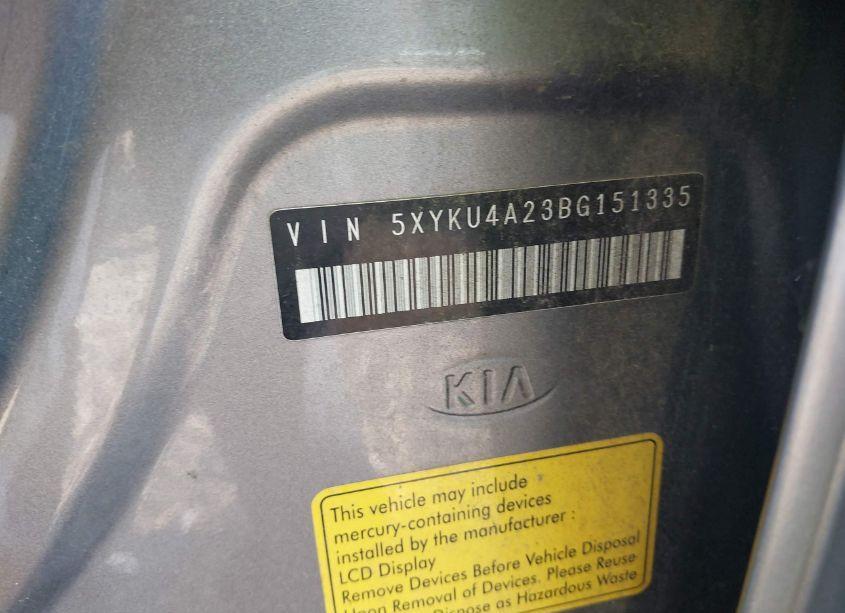 VIN 5XYKU4A23BG151335
KIA
This vehicle may include
mercury-containing devices
installed by the manufacturer :
LCD Display
Remove Devices Before Vehicle Disposal
Upon Removal of Devices. Please Reuse
Dispose as Hazardous Waste